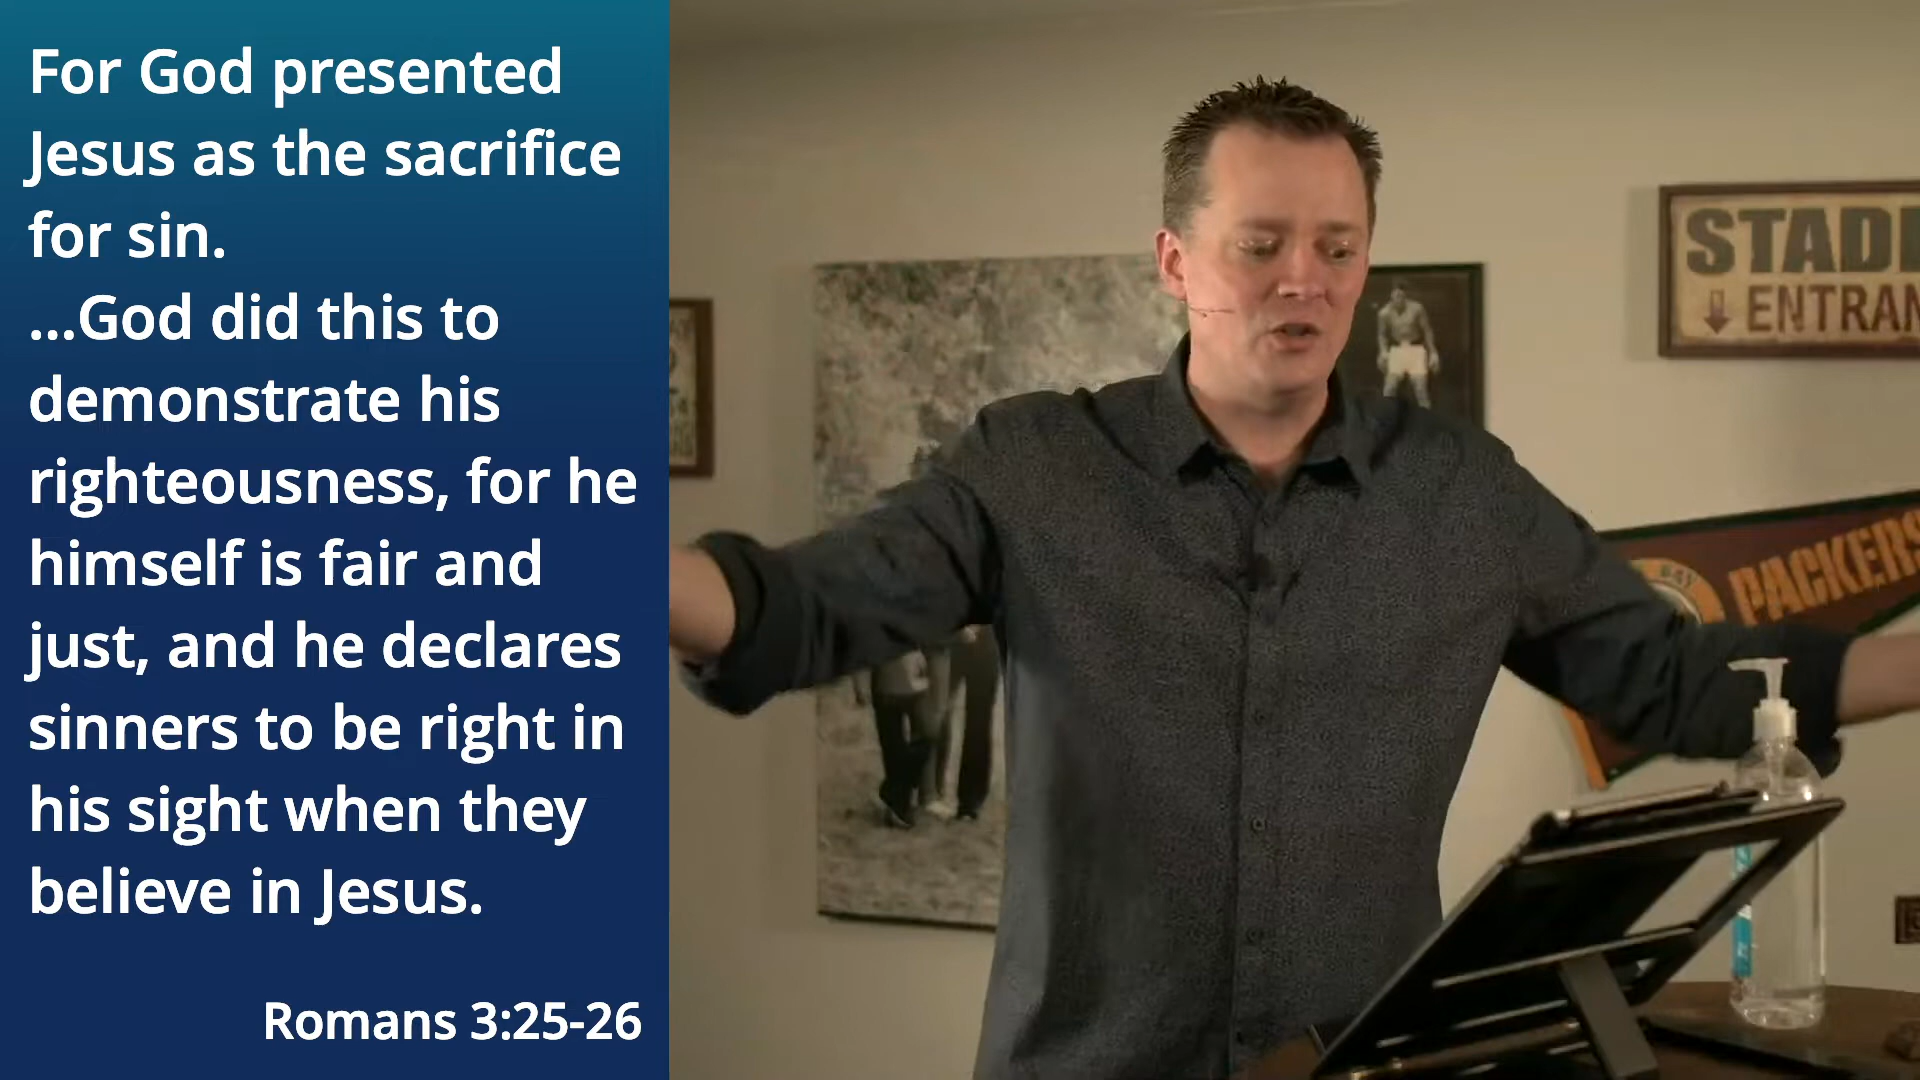 For God presented
Jesus as the sacrifice
for sin.
...God did this to
demonstrate his
righteousness, for he
himself is fair and
just, and he declares
sinners to be right in
his sight when they
believe in Jesus.
Romans 3:25-26
STADI
ENTRAN
BAY
PACKERS